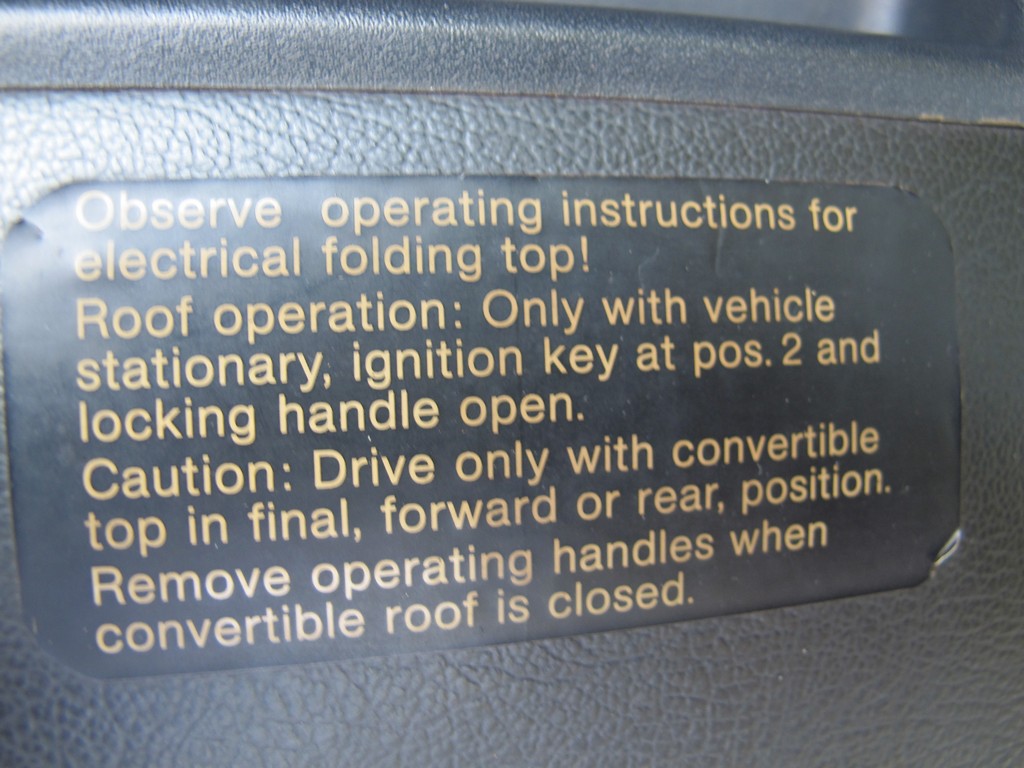 Observe operating instructions for
electrical folding top!
Roof operation: Only with vehicle
stationary, ignition key at pos. 2 and
locking handle open.
Caution: Drive only with convertible
top in final, forward or rear, position.
Remove operating handles when
convertible roof is closed.